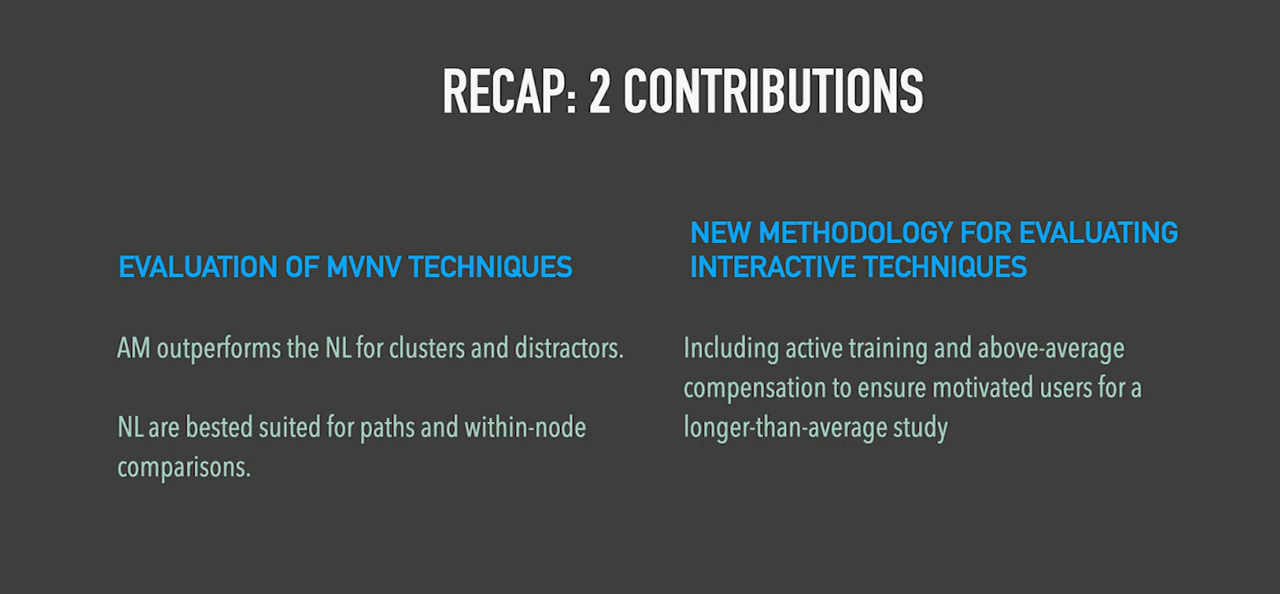 RECAP: 2 CONTRIBUTIONS
EVALUATION OF MVNV TECHNIQUES
AM outperforms the NL for clusters and distractors.
NL are bested suited for paths and within-node
comparisons.
NEW METHODOLOGY FOR EVALUATING
INTERACTIVE TECHNIQUES
Including active training and above-average
compensation to ensure motivated users for a
longer-than-average study